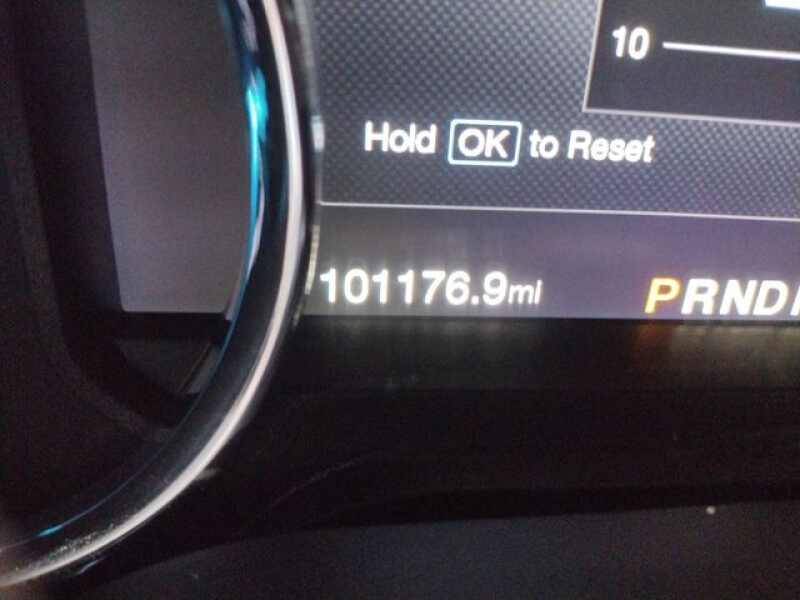 10
Hold OK to Reset
101176.9mi
PRND